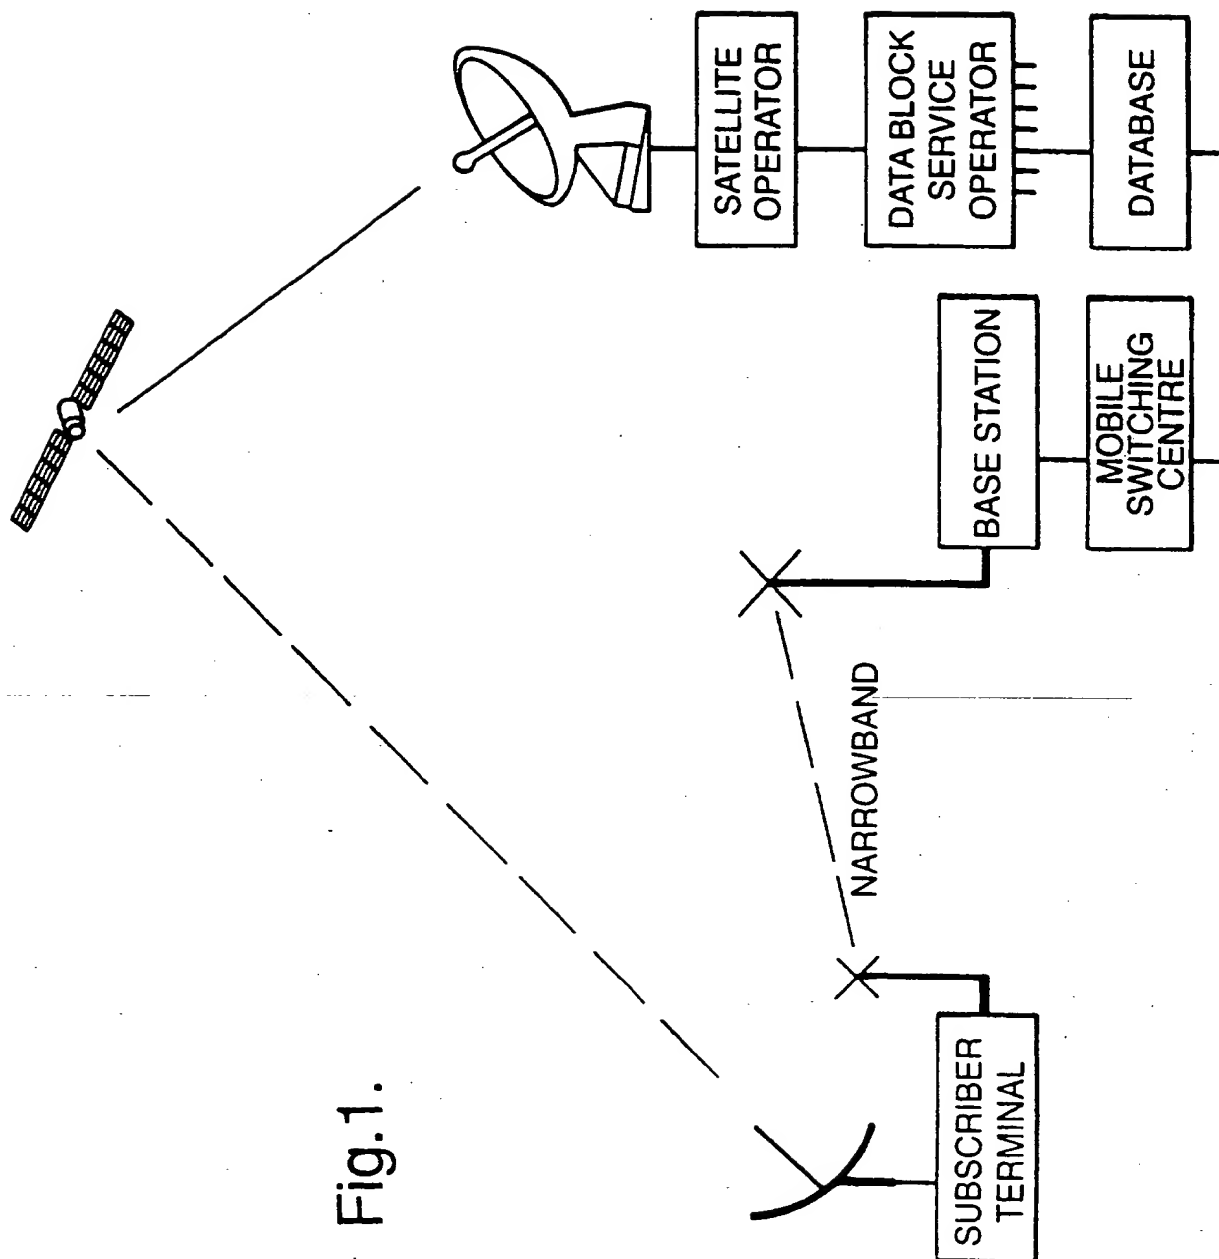 Fig.1.
SATELLITE
OPERATOR
DATA BLOCK
SERVICE
OPERATOR
DATABASE
BASE STATION
MOBILE
SWITCHING
CENTRE
NARROWBAND
SUBSCRIBER
TERMINAL